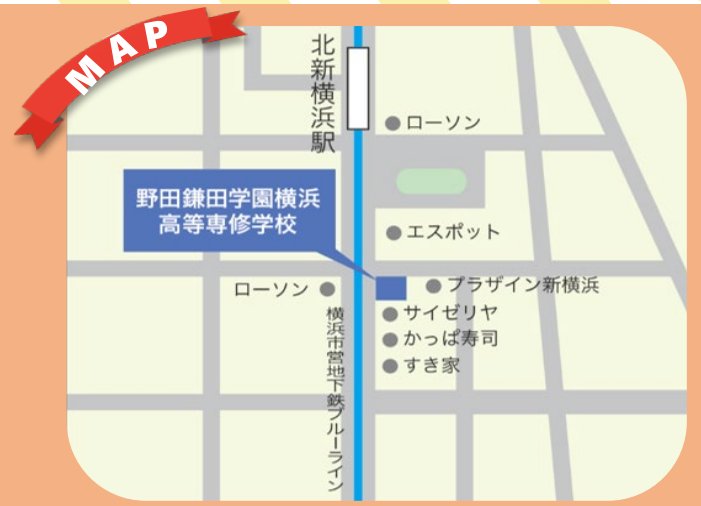 MAP
北新横浜駅
ローソン
野田鎌田学園横浜
高等専修学校
エスポット
ローソン
プラザイン新横浜
サイゼリヤ
かっぱ寿司
すき家
横浜市営地下鉄ブルーライン